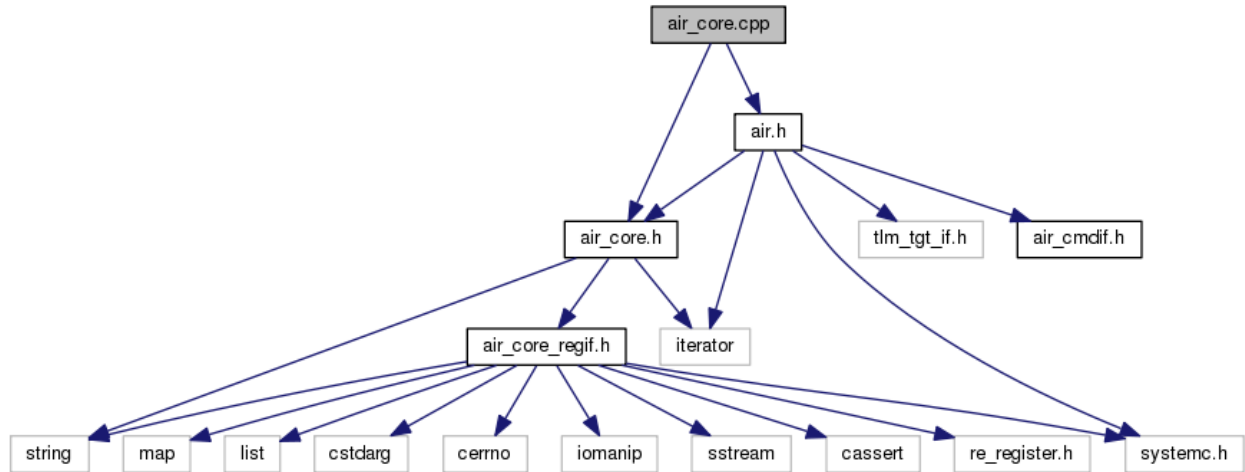 air_core.cpp
air.h
air_core.h
tlm_tgt_if.h
air_cmdif.h
air_core_regif.h
iterator
string
map
list
cstdarg
cerrno
iomanip
sstream
cassert
re_register.h
systemc.h